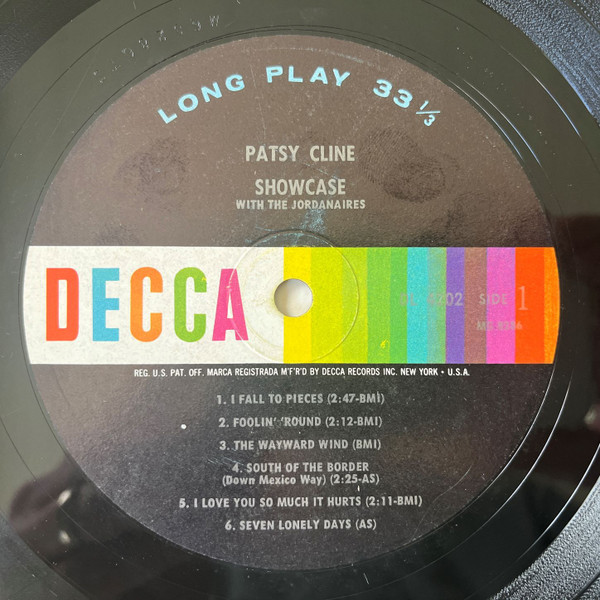 LONG PLAY 33 1/3
PATSY CLINE
SHOWCASE
WITH THE JORDANAIRES
DECCA
SIDE 1
REG. U.S. PAT. OFF. MARCA REGISTRADA M'F'R'D BY DECCA RECORDS INC. NEW YORK • U.S.A.
1. I FALL TO PIECES (2:47-BMI)
2. FOOLIN' 'ROUND (2:12-BMI)
3. THE WAYWARD WIND (BMI)
4. SOUTH OF THE BORDER
(Down Mexico Way) (2:25-AS)
5. I LOVE YOU SO MUCH IT HURTS (2:11-BMI)
6. SEVEN LONELY DAYS (AS)